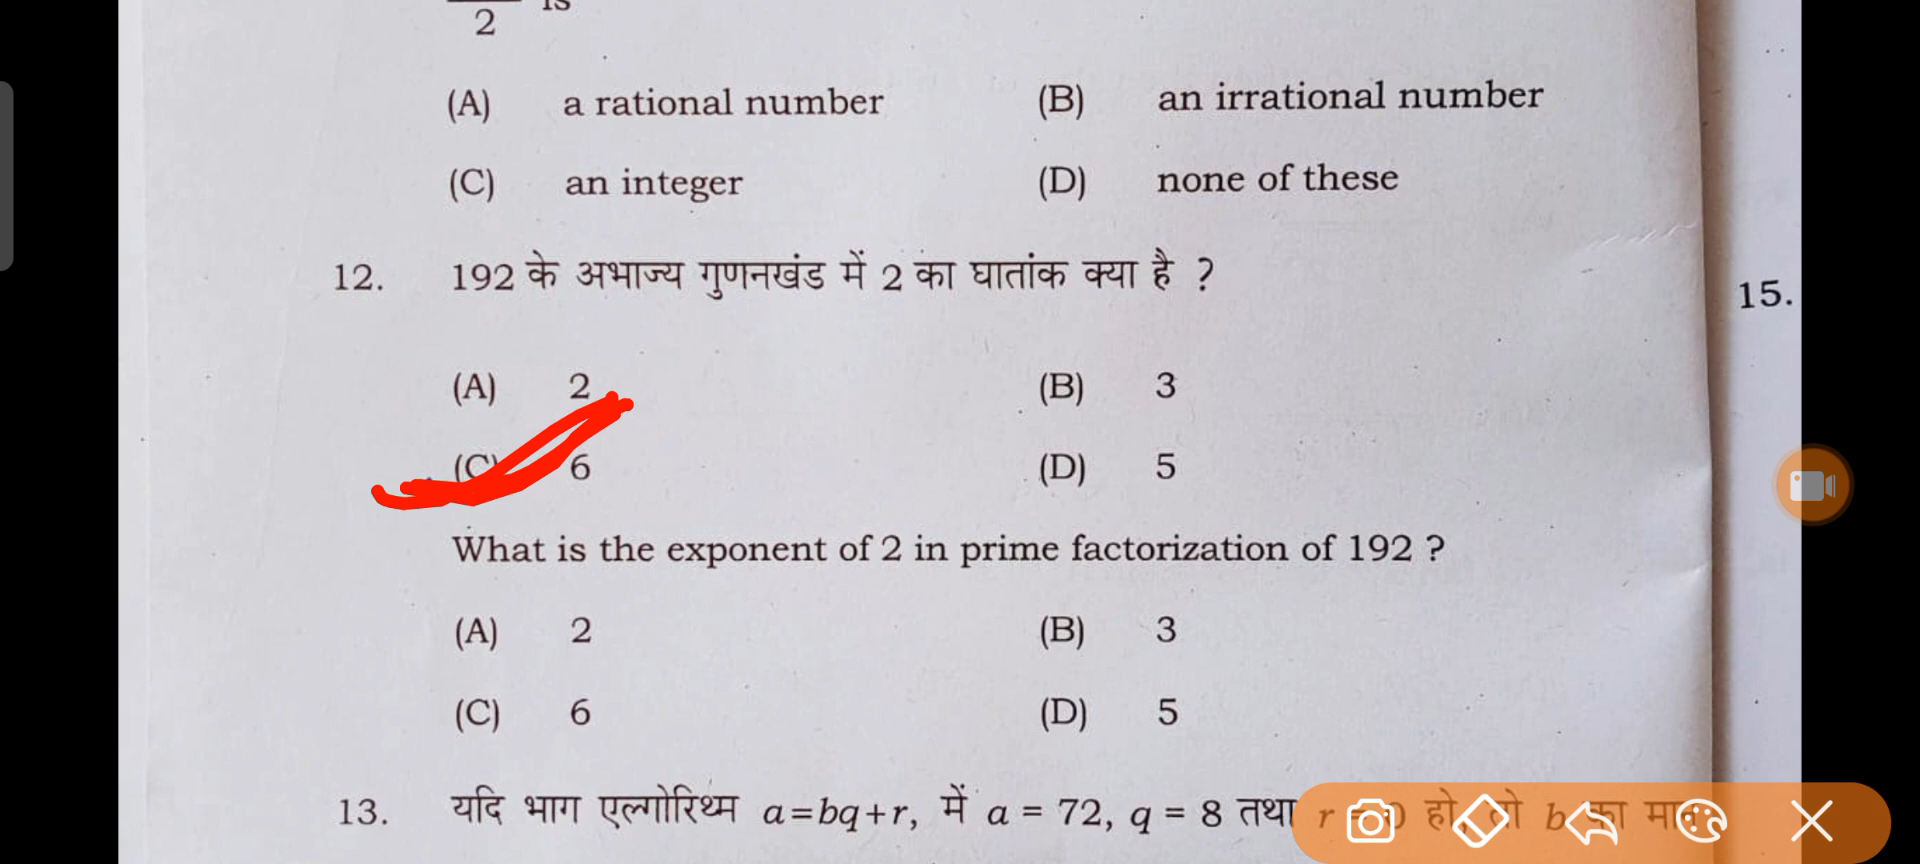 2 is
(A) a rational number (B) an irrational number
(C) an integer (D) none of these
12. 192 के अभाज्य गुणनखंड में 2 का घातांक क्या है ?
15.
(A) 2 (B) 3
(C) 6 (D) 5
What is the exponent of 2 in prime factorization of 192 ?
(A) 2 (B) 3
(C) 6 (D) 5
13. यदि भाग एल्गोरिथ्म a=bq+r, में a = 72, q = 8 तथा r = 0 हो, तो b का